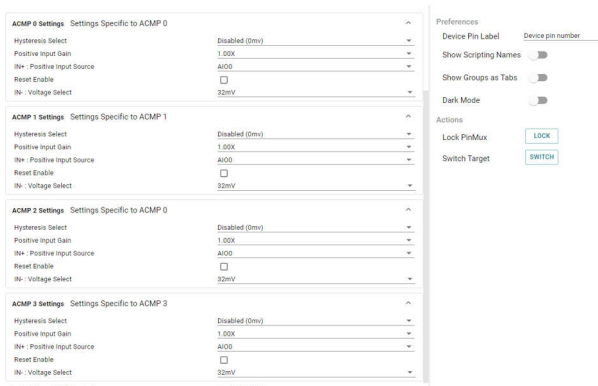 ACMP 0 Settings Settings Specific to ACMP 0
Hysteresis Select Disabled (0mv)
Positive Input Gain 1.00X
IN+ : Positive Input Source AIO0
Reset Enable
IN- : Voltage Select 32mV
ACMP 1 Settings Settings Specific to ACMP 1
Hysteresis Select Disabled (0mv)
Positive Input Gain 1.00X
IN+ : Positive Input Source AIO0
Reset Enable
IN- : Voltage Select 32mV
ACMP 2 Settings Settings Specific to ACMP 0
Hysteresis Select Disabled (0mv)
Positive Input Gain 1.00X
IN+ : Positive Input Source AIO0
Reset Enable
IN- : Voltage Select 32mV
ACMP 3 Settings Settings Specific to ACMP 3
Hysteresis Select Disabled (0mv)
Positive Input Gain 1.00X
IN+ : Positive Input Source AIO0
Reset Enable
IN- : Voltage Select 32mV
Preferences
Device Pin Label Device pin number
Show Scripting Names
Show Groups as Tabs
Dark Mode
Actions
Lock PinMux LOCK
Switch Target SWITCH